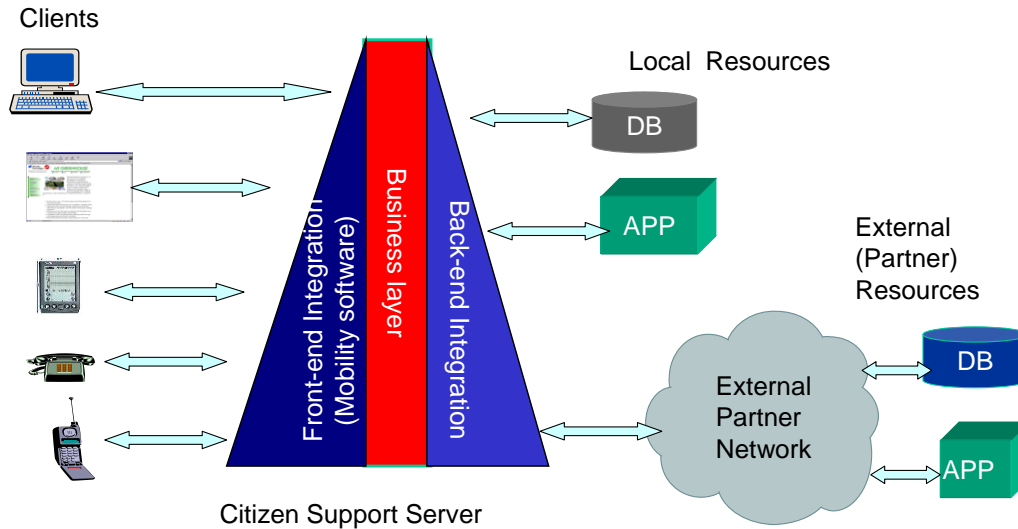 Clients
Local  Resources
DB
APP
External
(Partner)
Resources
DB
APP
External
Partner
Network
Front-end Integration
(Mobility software)
Business layer
Back-end Integration
Citizen Support Server